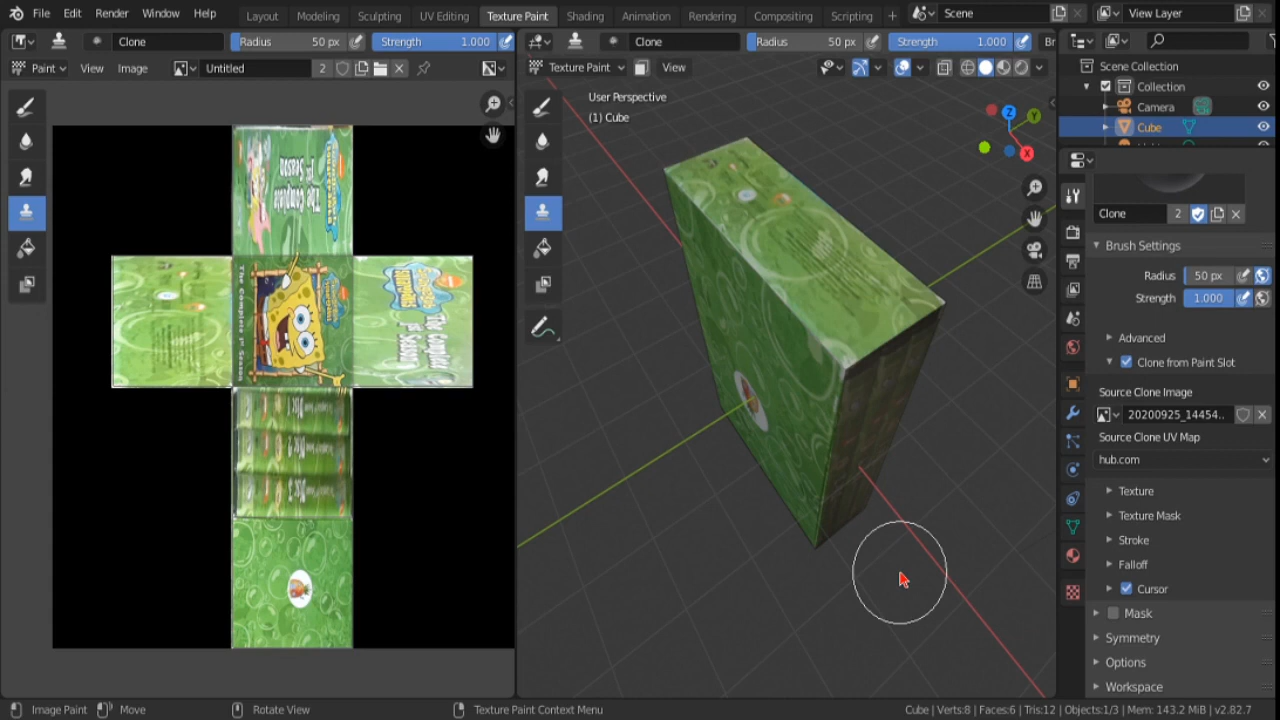 File Edit Render Window Help
Layout Modeling Sculpting UV Editing Texture Paint Shading Animation Rendering Compositing Scripting
Scene
View Layer
Clone
Radius 50 px
Strength 1.000
Clone
Radius 50 px
Strength 1.000
Br
Paint View Image
Untitled 2
Texture Paint View
Scene Collection
Collection
Camera
Cube
User Perspective
(1) Cube
Z
Y
X
The Complete
1st Season
The Complete 1st Season
The Complete
1st Season
Clone 2
Brush Settings
Radius 50 px
Strength 1.000
Advanced
Clone from Paint Slot
Source Clone Image
20200925_14454..
Source Clone UV Map
hub.com
Texture
Texture Mask
Stroke
Falloff
Cursor
Mask
Symmetry
Options
Workspace
Image Paint Move Rotate View Texture Paint Context Menu
Cube | Verts:8 | Faces:6 | Tris:12 | Objects:1/3 | Mem: 143.2 MiB | v2.82.7